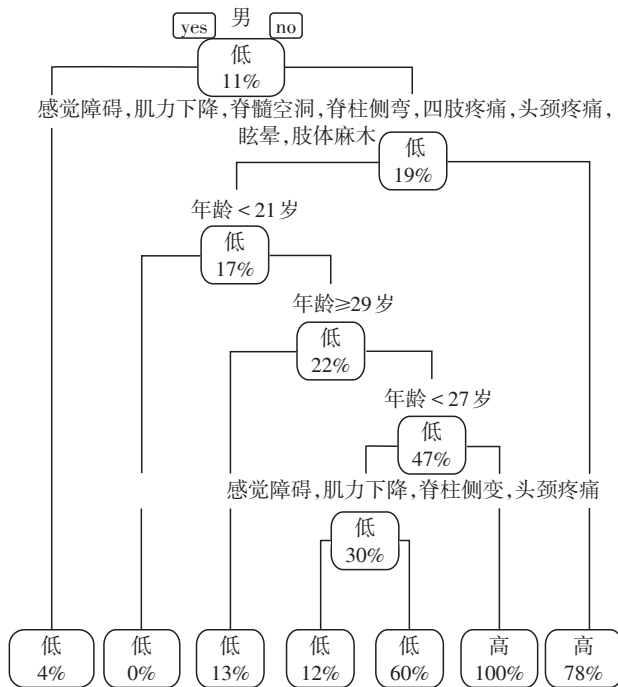 男
yes no
低
11%
感觉障碍,肌力下降,脊髓空洞,脊柱侧弯,四肢疼痛,头颈疼痛,
眩晕,肢体麻木
低
19%
年龄<21岁
低
17%
年龄≥29岁
低
22%
年龄<27岁
低
47%
感觉障碍,肌力下降,脊柱侧变,头颈疼痛
低
30%
低 低 低 低 低 高 高
4% 0% 13% 12% 60% 100% 78%